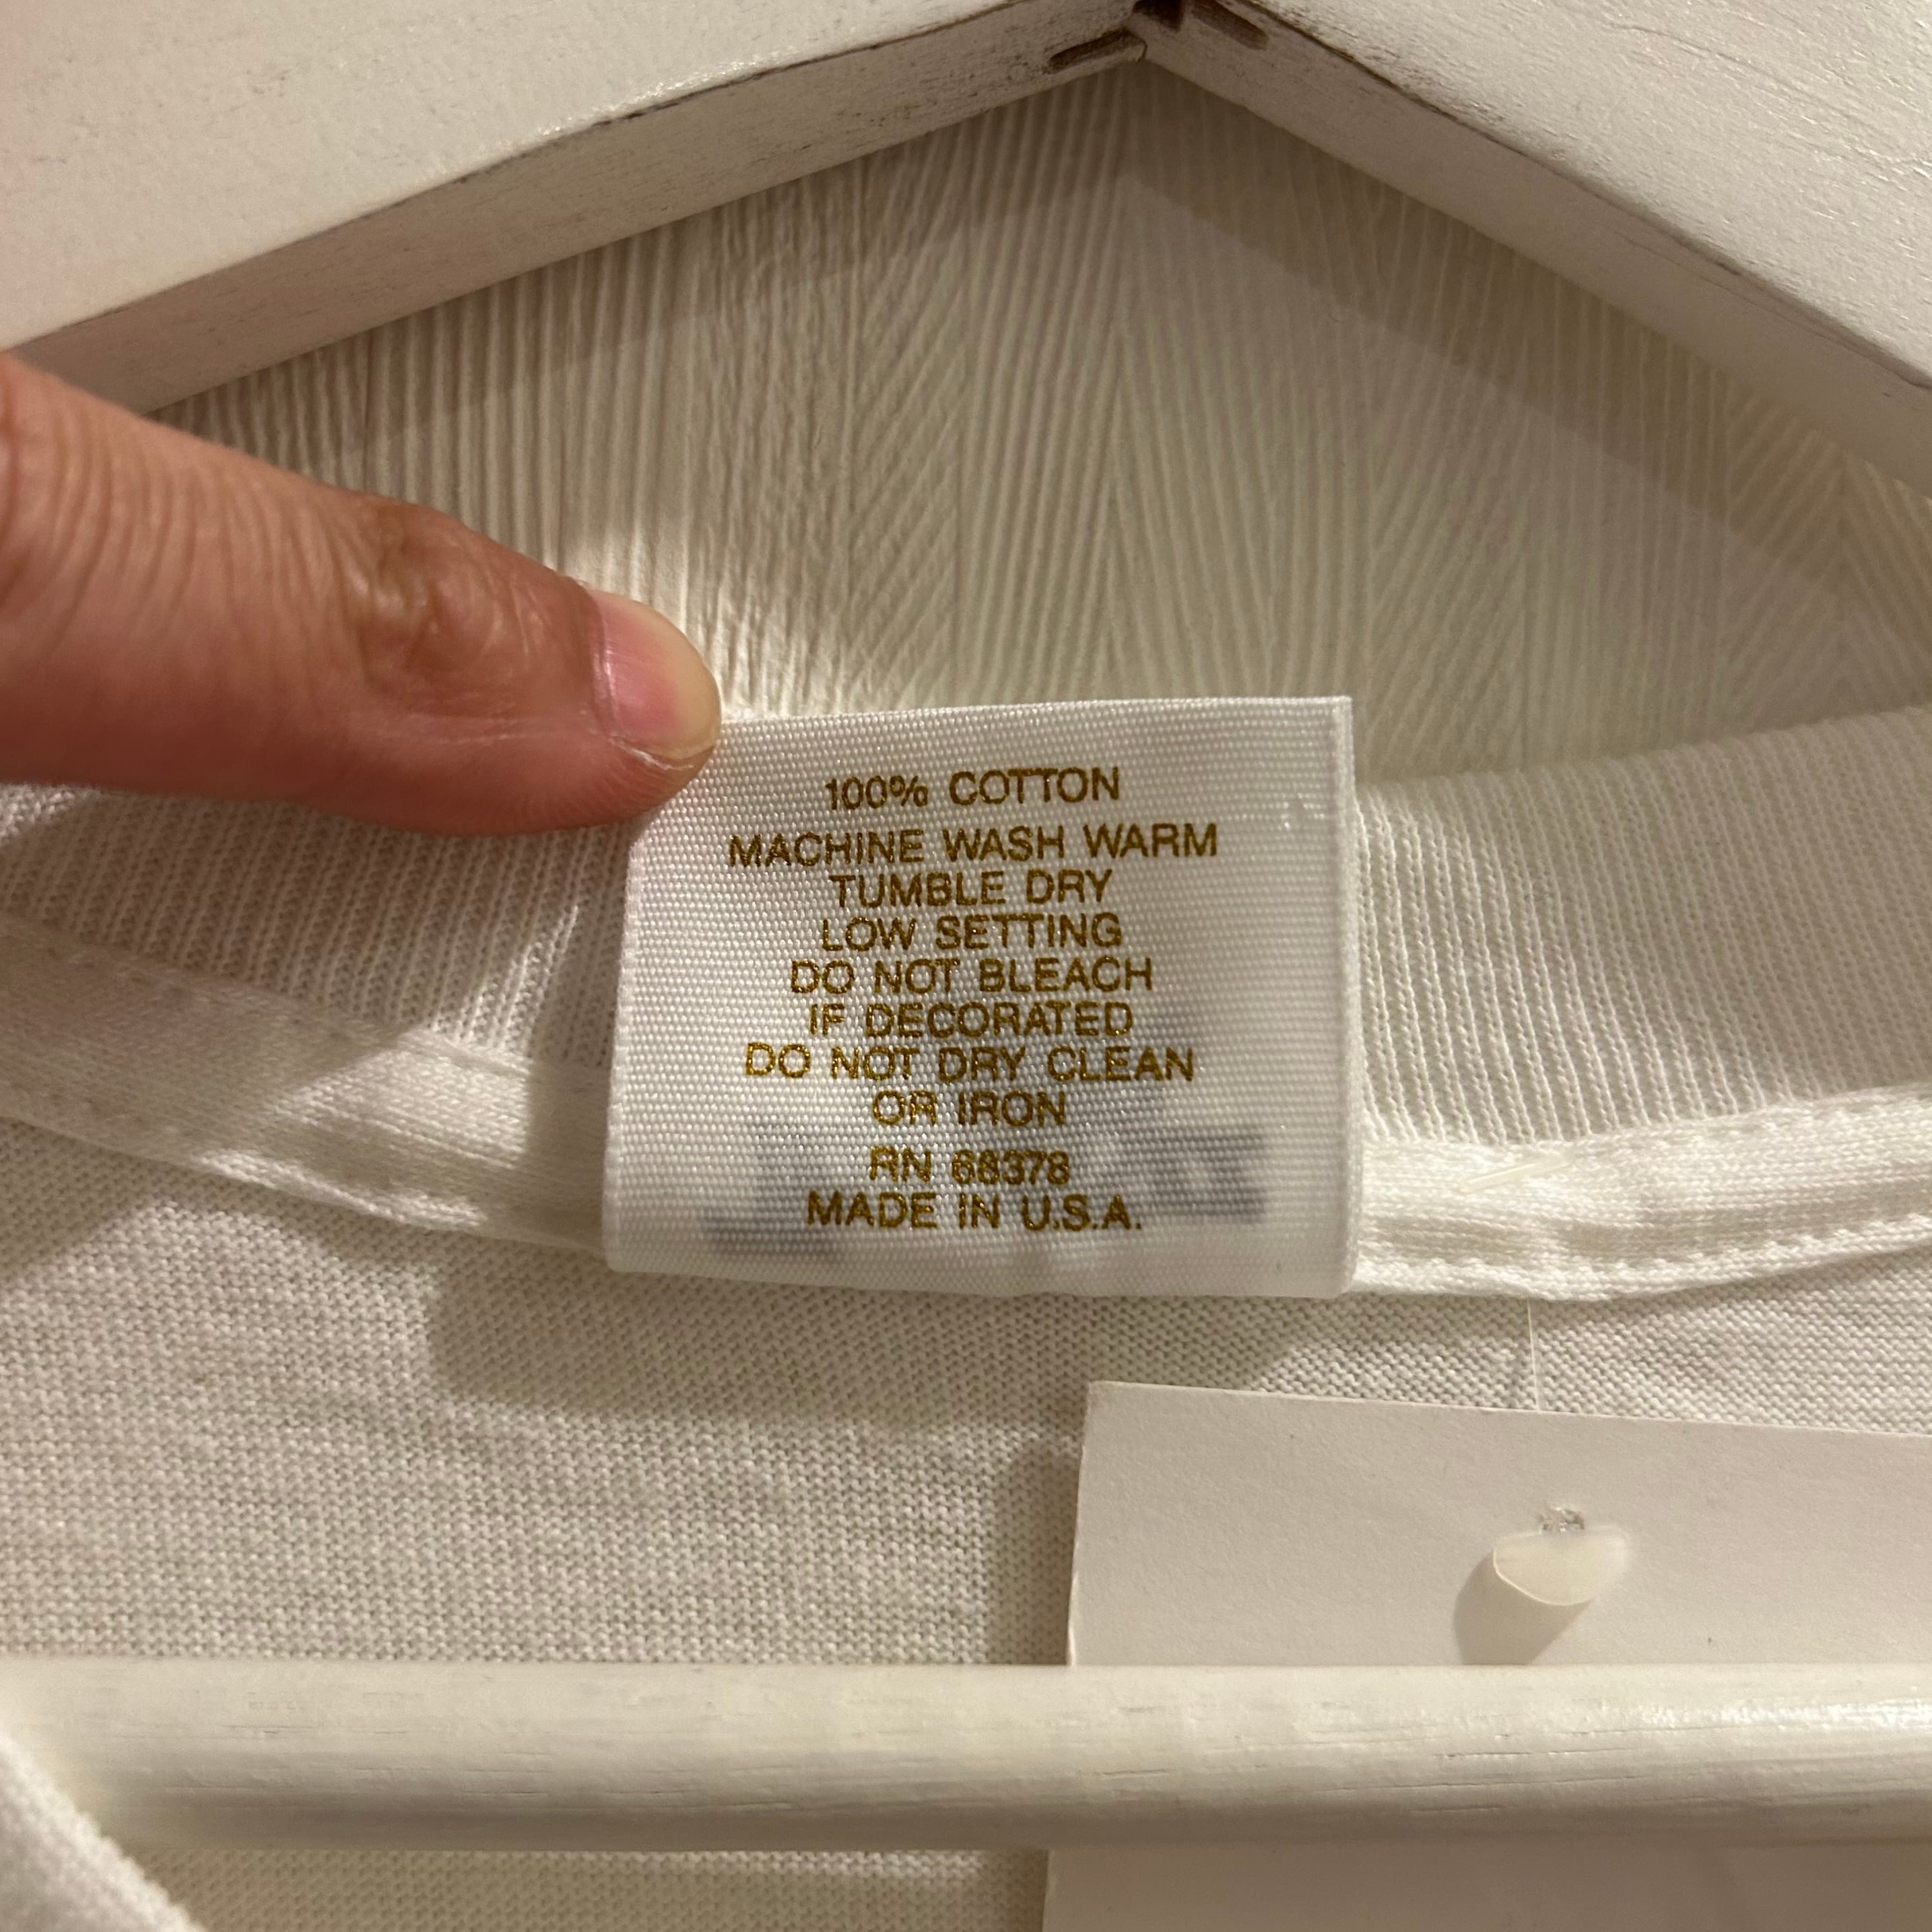 100% COTTON
MACHINE WASH WARM
TUMBLE DRY
LOW SETTING
DO NOT BLEACH
IF DECORATED
DO NOT DRY CLEAN
OR IRON
RN 68378
MADE IN U.S.A.